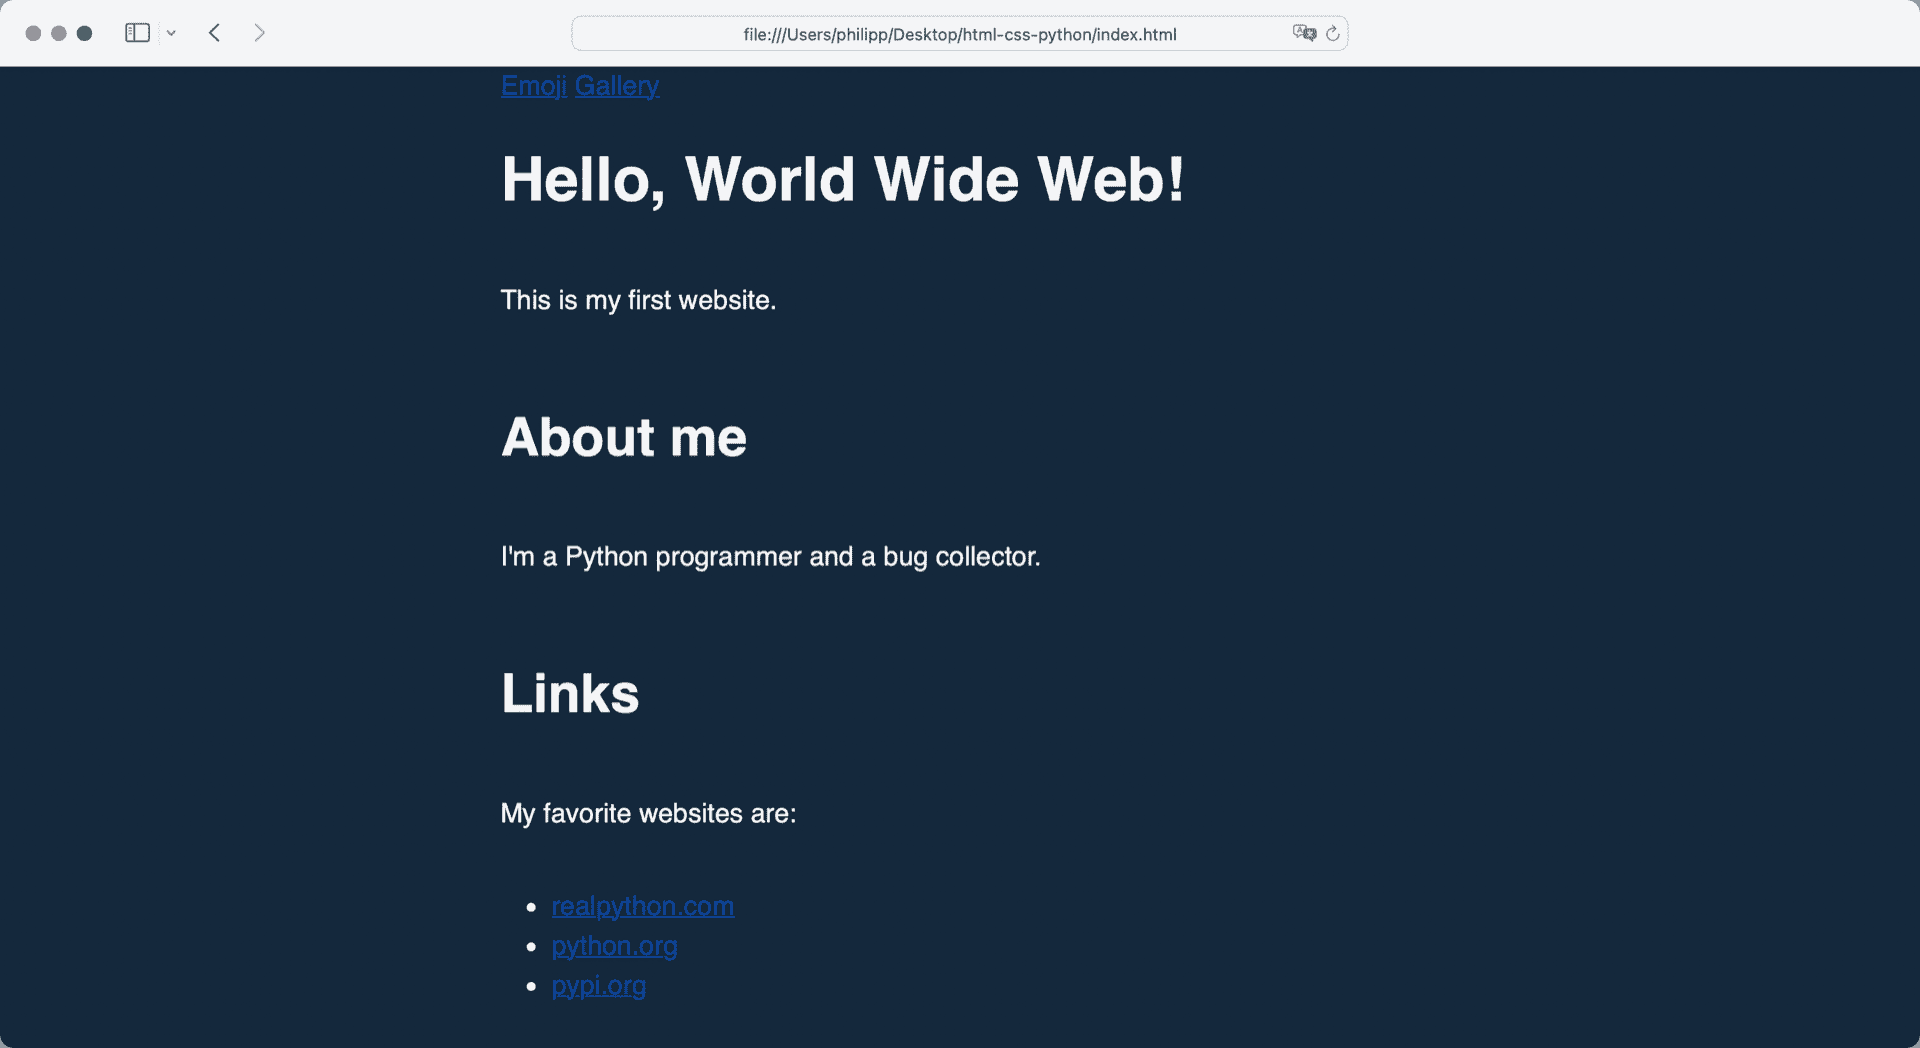 file:///Users/philipp/Desktop/html-css-python/index.html
Emoji Gallery
Hello, World Wide Web!
This is my first website.
About me
I'm a Python programmer and a bug collector.
Links
My favorite websites are:
realpython.com
python.org
pypi.org